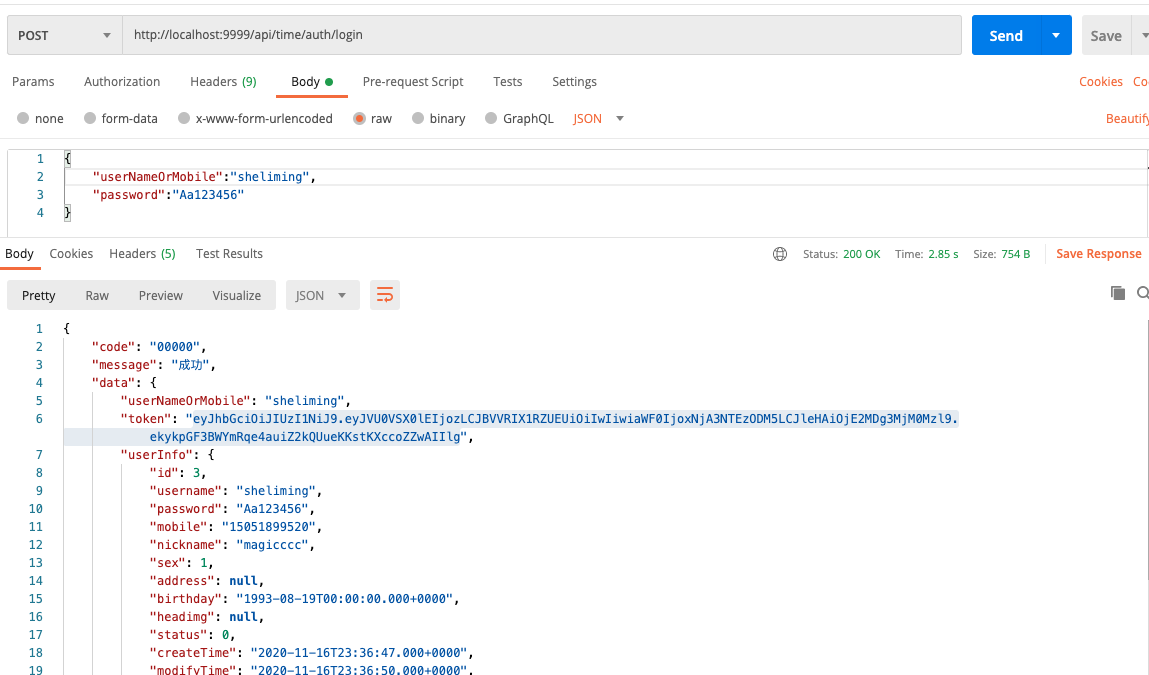 POST http://localhost:9999/api/time/auth/login Send Save
Params Authorization Headers (9) Body Pre-request Script Tests Settings Cookies Co
none form-data x-www-form-urlencoded raw binary GraphQL JSON Beautify
1 {
2 "userNameOrMobile":"sheliming",
3 "password":"Aa123456"
4 }
Body Cookies Headers (5) Test Results Status: 200 OK Time: 2.85 s Size: 754 B Save Response
Pretty Raw Preview Visualize JSON
1 {
2 "code": "00000",
3 "message": "成功",
4 "data": {
5 "userNameOrMobile": "sheliming",
6 "token": "eyJhbGciOiJIUzI1NiJ9.eyJVU0VSX0lEIjozLCJBVVRIX1RZUEUiOiIwIiwiaWF0IjoxNjA3NTEzODM5LCJleHAiOjE2MDg3MjM0Mzl9.
ekykpGF3BWYmRqe4auiZ2kQUueKKstKXccoZZwAIIlg",
7 "userInfo": {
8 "id": 3,
9 "username": "sheliming",
10 "password": "Aa123456",
11 "mobile": "15051899520",
12 "nickname": "magicccc",
13 "sex": 1,
14 "address": null,
15 "birthday": "1993-08-19T00:00:00.000+0000",
16 "headimg": null,
17 "status": 0,
18 "createTime": "2020-11-16T23:36:47.000+0000",
19 "modifyTime": "2020-11-16T23:36:50.000+0000",